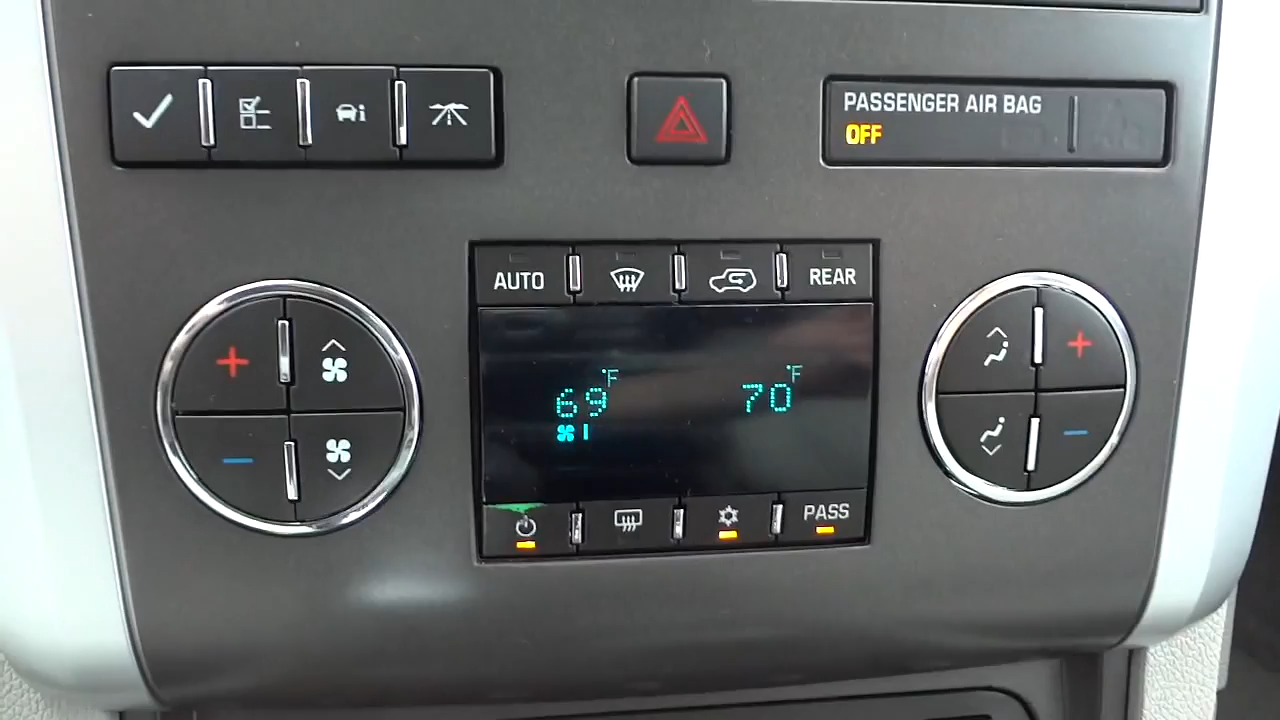 PASSENGER AIR BAG
OFF
AUTO
REAR
69°F
70°F
PASS